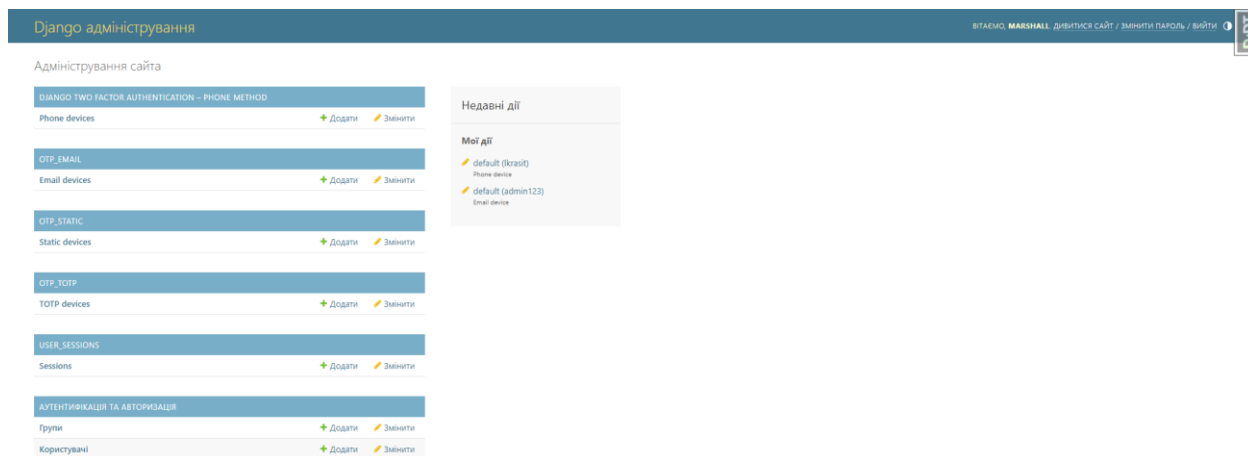 Django адміністрування
ВІТАЄМО, MARSHALL. ДИВИТИСЯ САЙТ / ЗМІНИТИ ПАРОЛЬ / ВИЙТИ
Адміністрування сайта
DJANGO TWO FACTOR AUTHENTICATION – PHONE METHOD
Phone devices Додати Змінити
OTP_EMAIL
Email devices Додати Змінити
OTP_STATIC
Static devices Додати Змінити
OTP_TOTP
TOTP devices Додати Змінити
USER_SESSIONS
Sessions Додати Змінити
АУТЕНТИФІКАЦІЯ ТА АВТОРИЗАЦІЯ
Групи Додати Змінити
Користувачі Додати Змінити
Недавні дії
Мої дії
default (lkrasit)
Phone device
default (admin123)
Email device